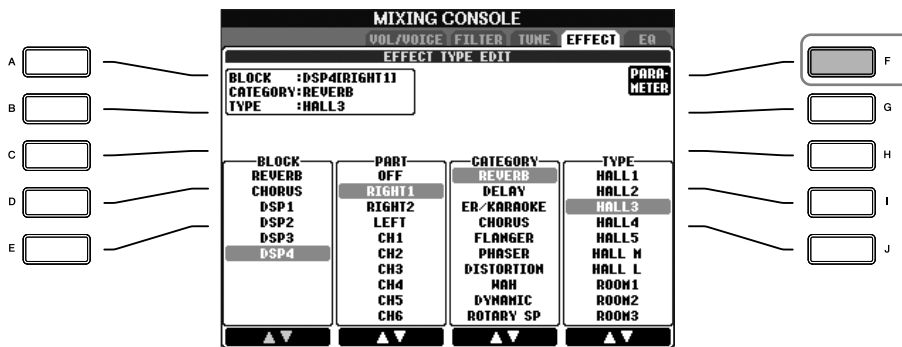 MIXING CONSOLE
VOL/VOICE FILTER TUNE EFFECT EQ
EFFECT TYPE EDIT
BLOCK :DSP4[RIGHT1]
CATEGORY:REVERB
TYPE :HALL3
PARA-
METER
A
B
C
D
E
F
G
H
I
J
BLOCK
REVERB
CHORUS
DSP1
DSP2
DSP3
DSP4
PART
OFF
RIGHT1
RIGHT2
LEFT
CH1
CH2
CH3
CH4
CH5
CH6
CATEGORY
REVERB
DELAY
ER/KARAOKE
CHORUS
FLANGER
PHASER
DISTORTION
WAH
DYNAMIC
ROTARY SP
TYPE
HALL1
HALL2
HALL3
HALL4
HALL5
HALL M
HALL L
ROOM1
ROOM2
ROOM3